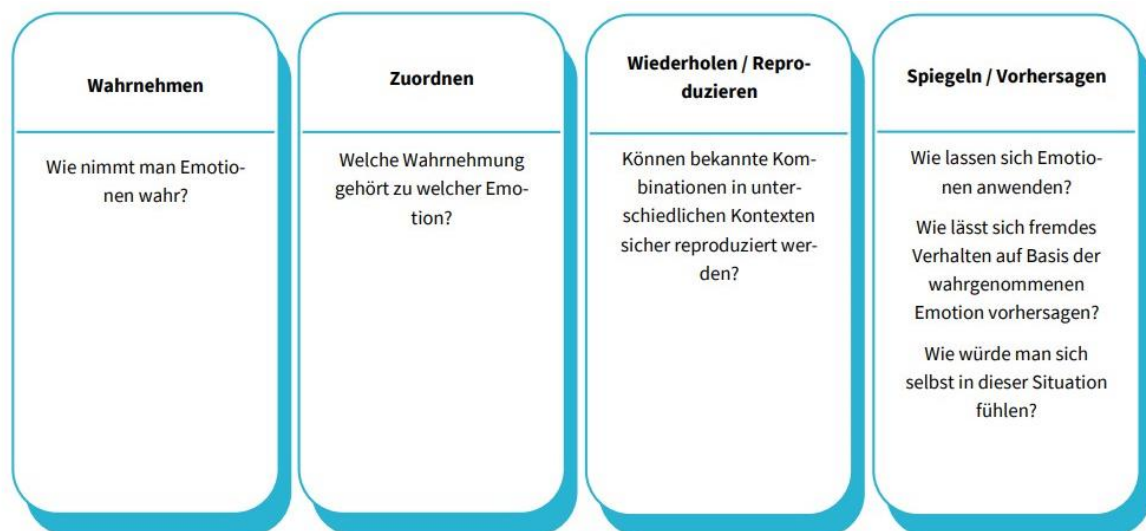 Wahrnehmen
Wie nimmt man Emotio-
nen wahr?
Zuordnen
Welche Wahrnehmung
gehört zu welcher Emo-
tion?
Wiederholen / Repro-
duzieren
Können bekannte Kom-
binationen in unter-
schiedlichen Kontexten
sicher reproduziert wer-
den?
Spiegeln / Vorhersagen
Wie lassen sich Emotio-
nen anwenden?
Wie lässt sich fremdes
Verhalten auf Basis der
wahrgenommenen
Emotion vorhersagen?
Wie würde man sich
selbst in dieser Situation
fühlen?